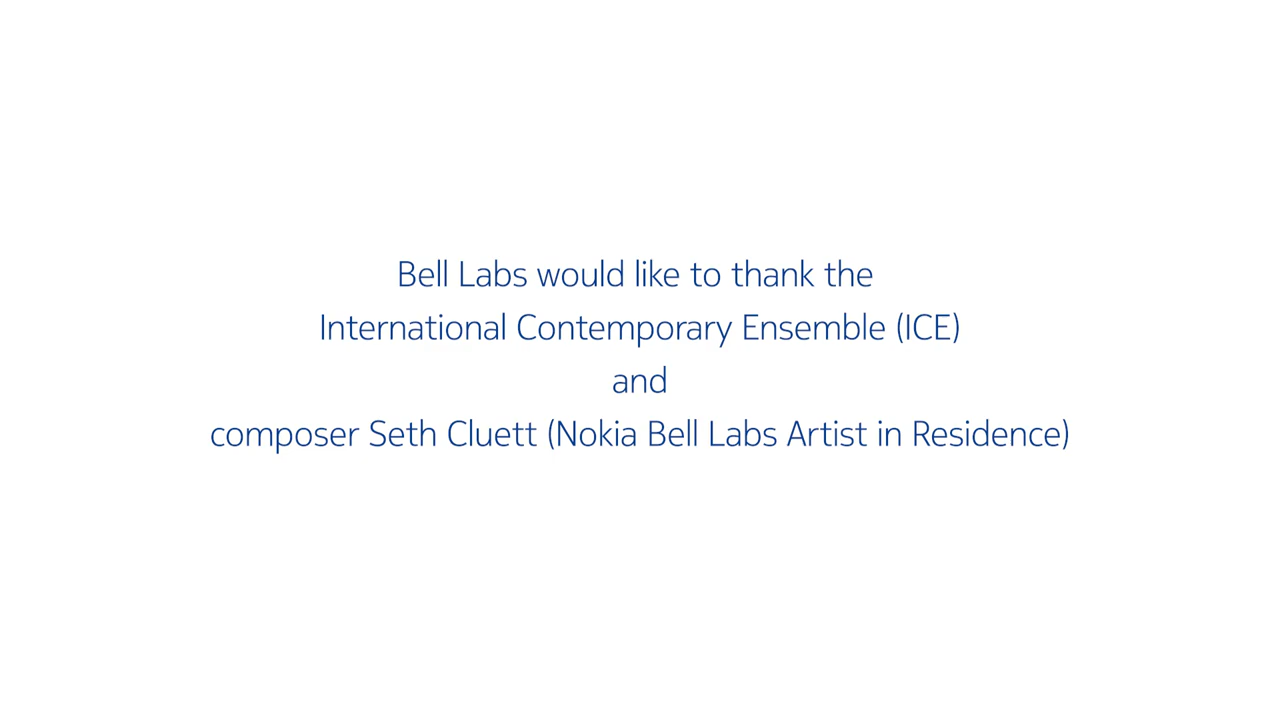 Bell Labs would like to thank the
International Contemporary Ensemble (ICE)
and
composer Seth Cluett (Nokia Bell Labs Artist in Residence)